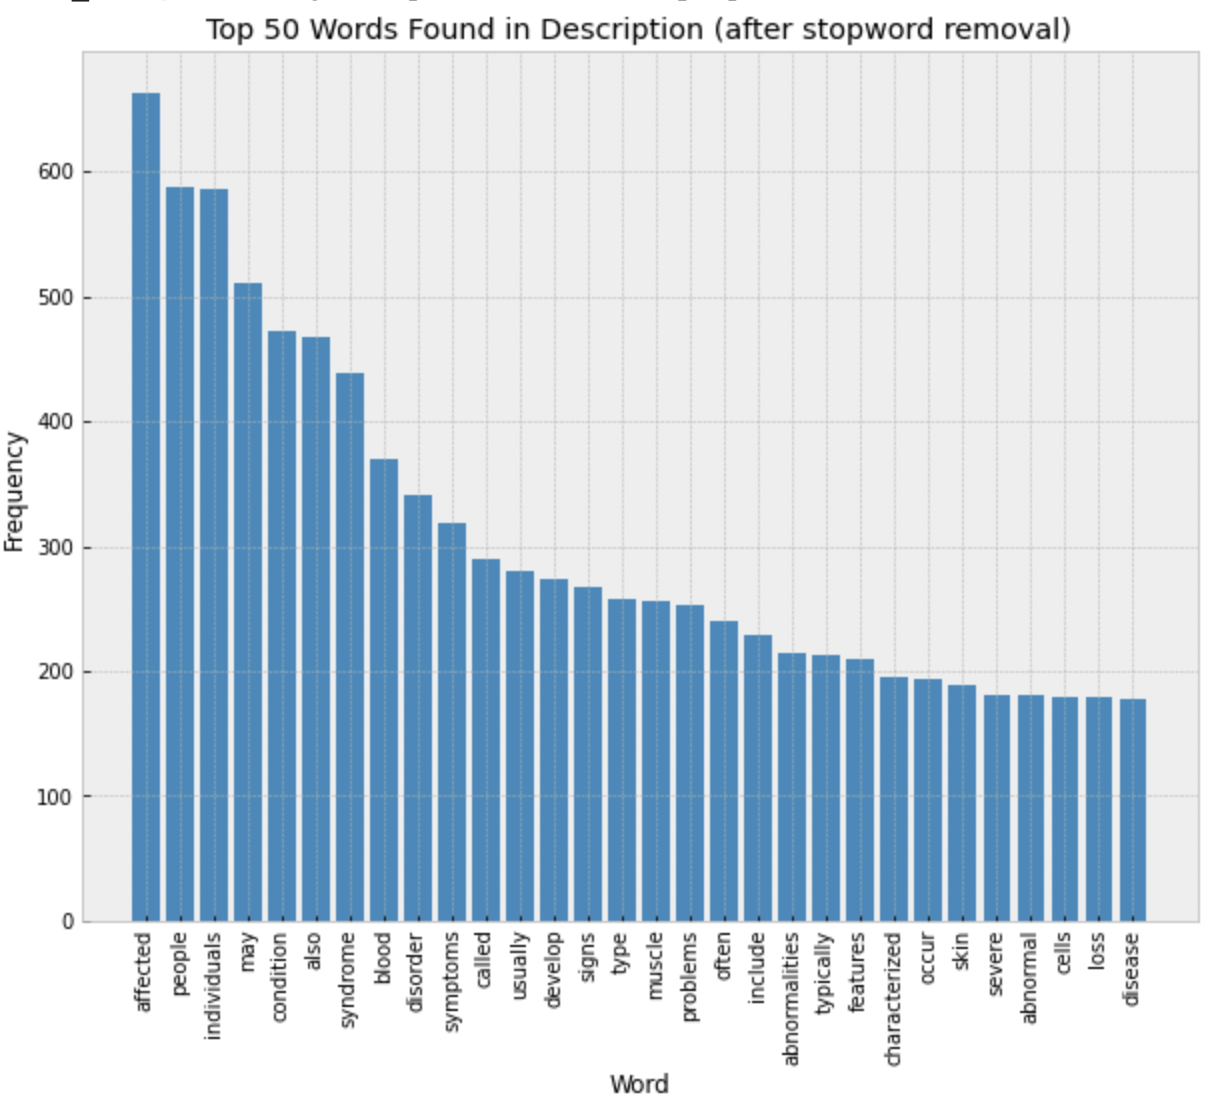 Top 50 Words Found in Description (after stopword removal)
600
500
400
300
200
100
0
Frequency
affected
people
individuals
may
condition
also
syndrome
blood
disorder
symptoms
called
usually
develop
signs
type
muscle
problems
often
include
abnormalities
typically
features
characterized
occur
skin
severe
abnormal
cells
loss
disease
Word